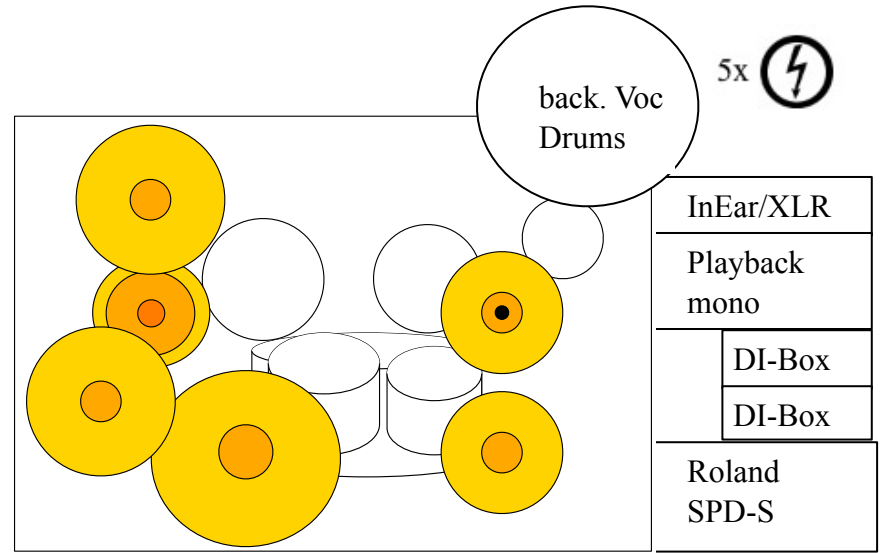 5x
back. Voc
Drums
InEar/XLR
Playback
mono
DI-Box
DI-Box
Roland
SPD-S